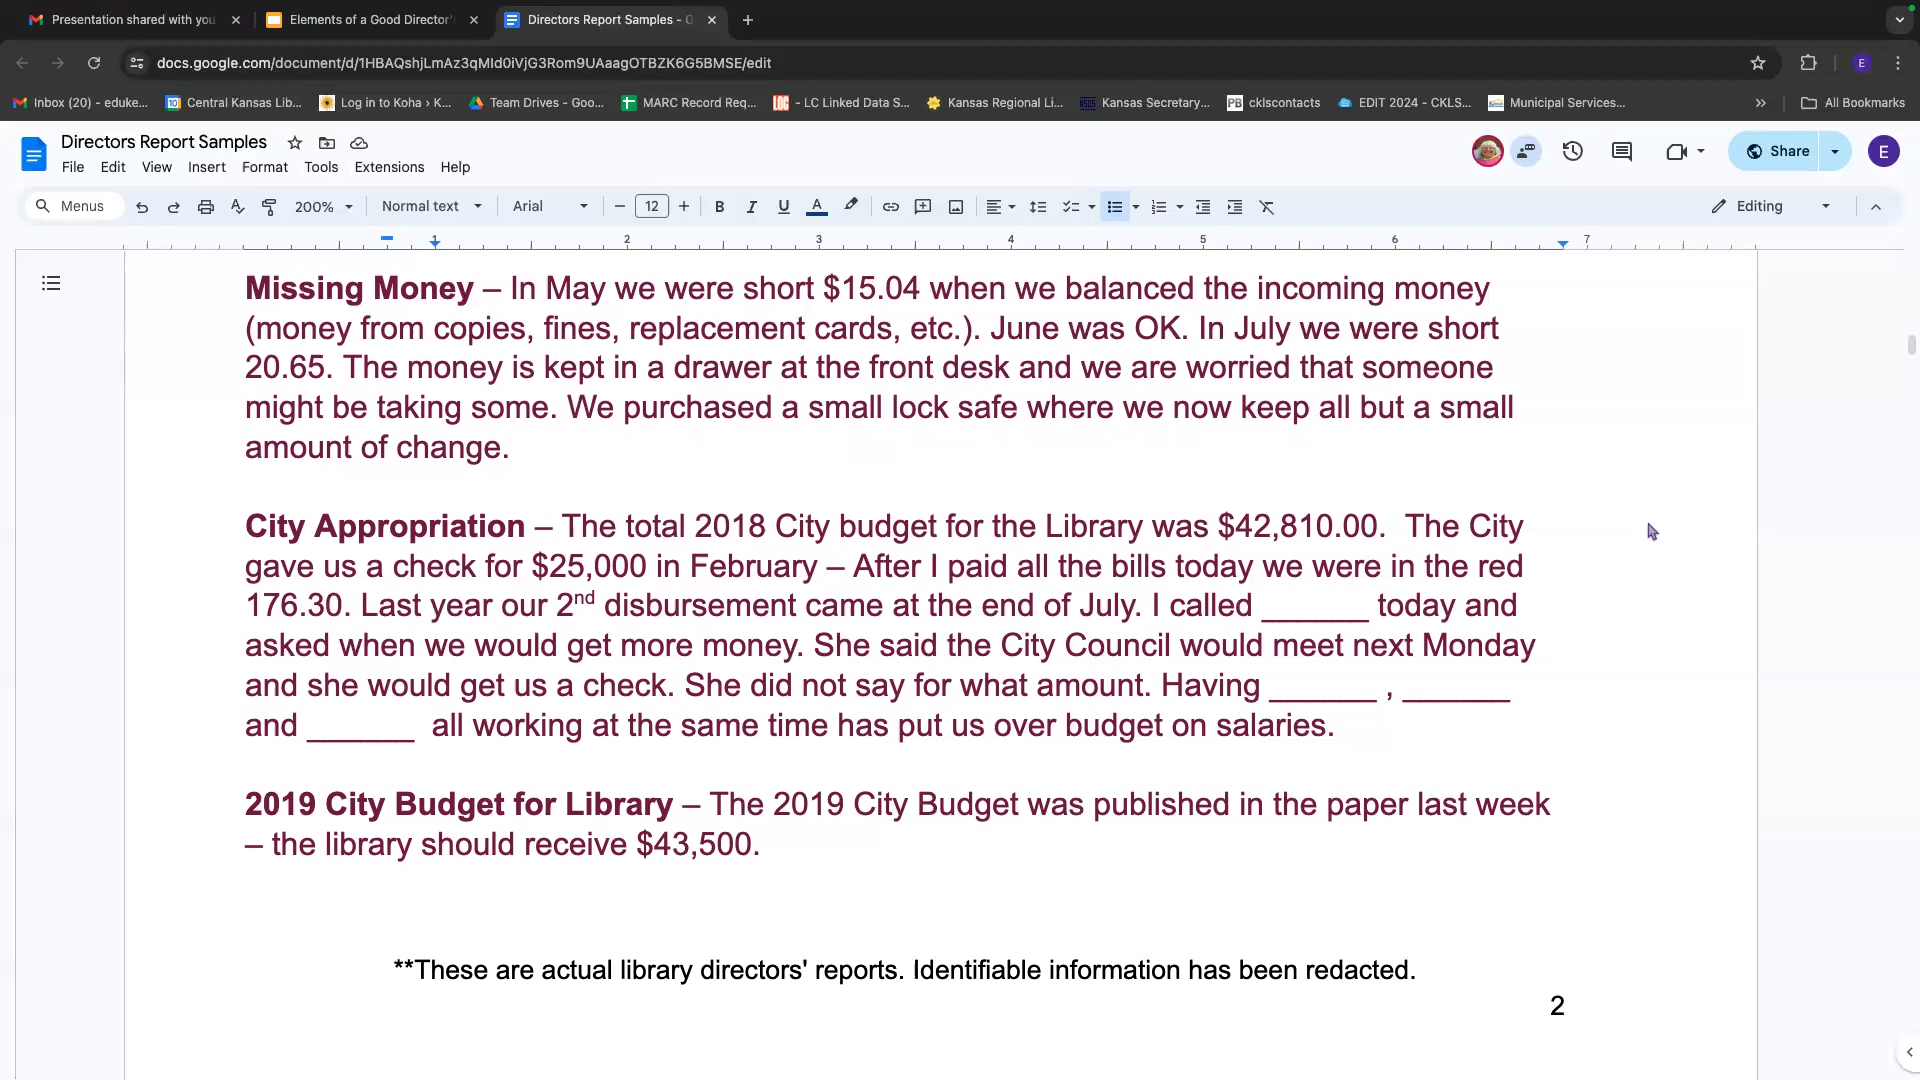 Presentation shared with you
Elements of a Good Director'
Directors Report Samples - G
docs.google.com/document/d/1HBAQshjLmAz3qMId0iVjG3Rom9UAaagOTBZK6G5BMSE/edit
E
Inbox (20) - eduke...
Central Kansas Lib...
Log in to Koha › K...
Team Drives - Goo...
MARC Record Req...
- LC Linked Data S...
Kansas Regional Li...
Kansas Secretary...
cklscontacts
EDIT 2024 - CKLS...
Municipal Services...
All Bookmarks
Directors Report Samples
Share
E
File Edit View Insert Format Tools Extensions Help
Menus 200% Normal text Arial 12 Editing
1 2 3 4 5 6 7
Missing Money – In May we were short $15.04 when we balanced the incoming money
(money from copies, fines, replacement cards, etc.). June was OK. In July we were short
20.65. The money is kept in a drawer at the front desk and we are worried that someone
might be taking some. We purchased a small lock safe where we now keep all but a small
amount of change.
City Appropriation – The total 2018 City budget for the Library was $42,810.00.  The City
gave us a check for $25,000 in February – After I paid all the bills today we were in the red
176.30. Last year our 2nd disbursement came at the end of July. I called ______ today and
asked when we would get more money. She said the City Council would meet next Monday
and she would get us a check. She did not say for what amount. Having ______ , ______
and ______  all working at the same time has put us over budget on salaries.
2019 City Budget for Library – The 2019 City Budget was published in the paper last week
– the library should receive $43,500.
**These are actual library directors' reports. Identifiable information has been redacted.
2